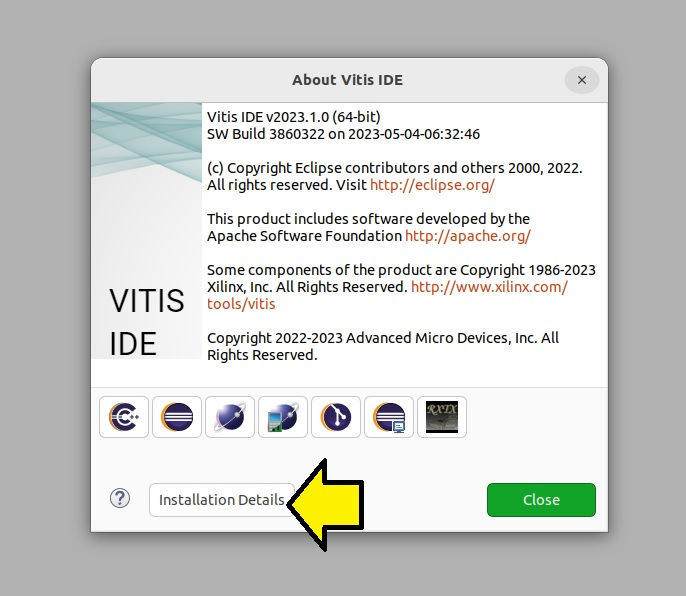 About Vitis IDE
Vitis IDE v2023.1.0 (64-bit)
SW Build 3860322 on 2023-05-04-06:32:46
(c) Copyright Eclipse contributors and others 2000, 2022.
All rights reserved. Visit http://eclipse.org/
This product includes software developed by the
Apache Software Foundation http://apache.org/
Some components of the product are Copyright 1986-2023
Xilinx, Inc. All Rights Reserved. http://www.xilinx.com/
tools/vitis
Copyright 2022-2023 Advanced Micro Devices, Inc. All
Rights Reserved.
VITIS
IDE
C++
RXTX
?
Installation Details
Close